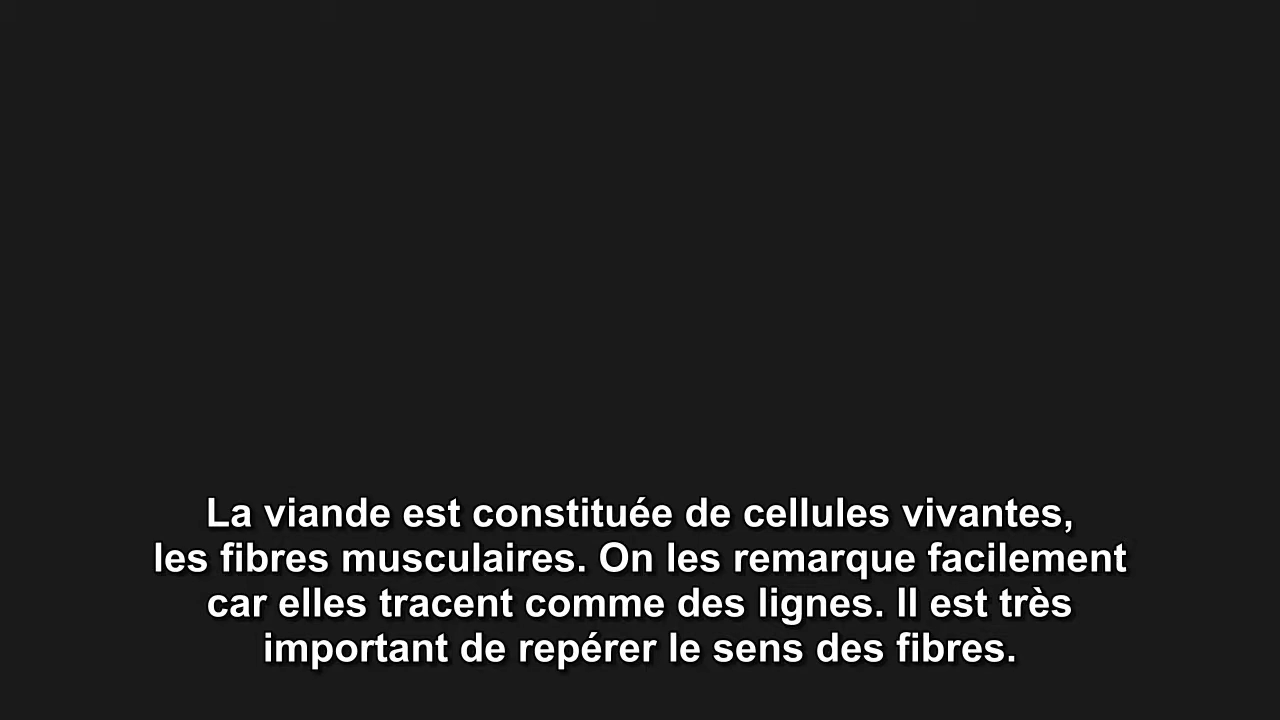 La viande est constituée de cellules vivantes,
les fibres musculaires. On les remarque facilement
car elles tracent comme des lignes. Il est très
important de repérer le sens des fibres.